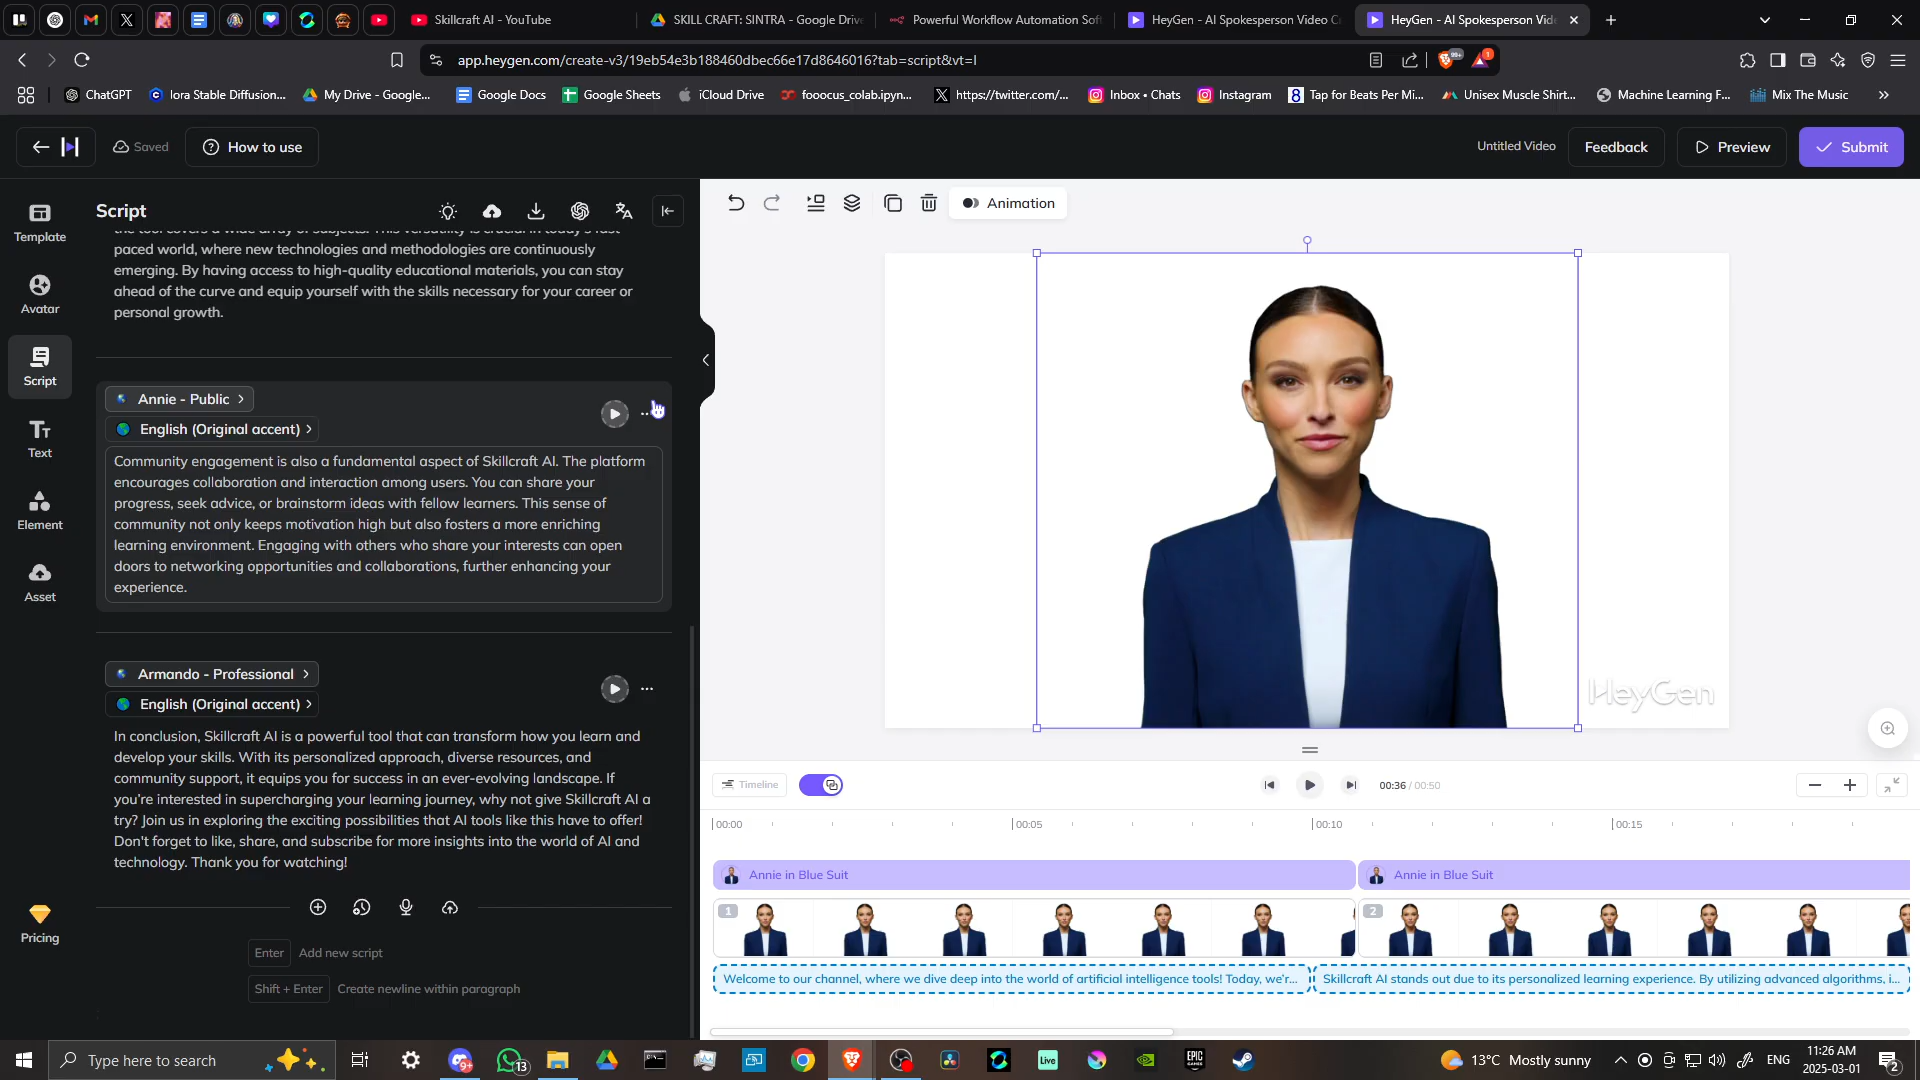 Skillcraft AI - YouTube
SKILL CRAFT: SINTRA - Google Drive
Powerful Workflow Automation Soft
HeyGen - AI Spokesperson Video C
HeyGen - AI Spokesperson Vide
app.heygen.com/create-v3/19eb54e3b188460dbec66e17d8646016?tab=script&vt=l
99+
1
ChatGPT
lora Stable Diffusion...
My Drive - Google...
Google Docs
Google Sheets
iCloud Drive
fooocus_colab.ipyn...
https://twitter.com/...
Inbox • Chats
Instagram
Tap for Beats Per Mi...
Unisex Muscle Shirt...
Machine Learning F...
Mix The Music
Saved
How to use
Untitled Video
Feedback
Preview
Submit
Template
Avatar
Script
Text
Element
Asset
Pricing
Script
paced world, where new technologies and methodologies are continuously
emerging. By having access to high-quality educational materials, you can stay
ahead of the curve and equip yourself with the skills necessary for your career or
personal growth.
Annie - Public
English (Original accent)
Community engagement is also a fundamental aspect of Skillcraft AI. The platform
encourages collaboration and interaction among users. You can share your
progress, seek advice, or brainstorm ideas with fellow learners. This sense of
community not only keeps motivation high but also fosters a more enriching
learning environment. Engaging with others who share your interests can open
doors to networking opportunities and collaborations, further enhancing your
experience.
Armando - Professional
English (Original accent)
In conclusion, Skillcraft AI is a powerful tool that can transform how you learn and
develop your skills. With its personalized approach, diverse resources, and
community support, it equips you for success in an ever-evolving landscape. If
you're interested in supercharging your learning journey, why not give Skillcraft AI a
try? Join us in exploring the exciting possibilities that AI tools like this have to offer!
Don't forget to like, share, and subscribe for more insights into the world of AI and
technology. Thank you for watching!
Enter Add new script
Shift + Enter Create newline within paragraph
Animation
HeyGen
Timeline
00:36 / 00:50
00:00
00:05
00:10
00:15
Annie in Blue Suit
Annie in Blue Suit
1
2
Welcome to our channel, where we dive deep into the world of artificial intelligence tools! Today, we'r...
Skillcraft AI stands out due to its personalized learning experience. By utilizing advanced algorithms, i...
Type here to search
9+
13
Live
EPIC GAMES
13°C Mostly sunny
ENG
11:26 AM
2025-03-01
2